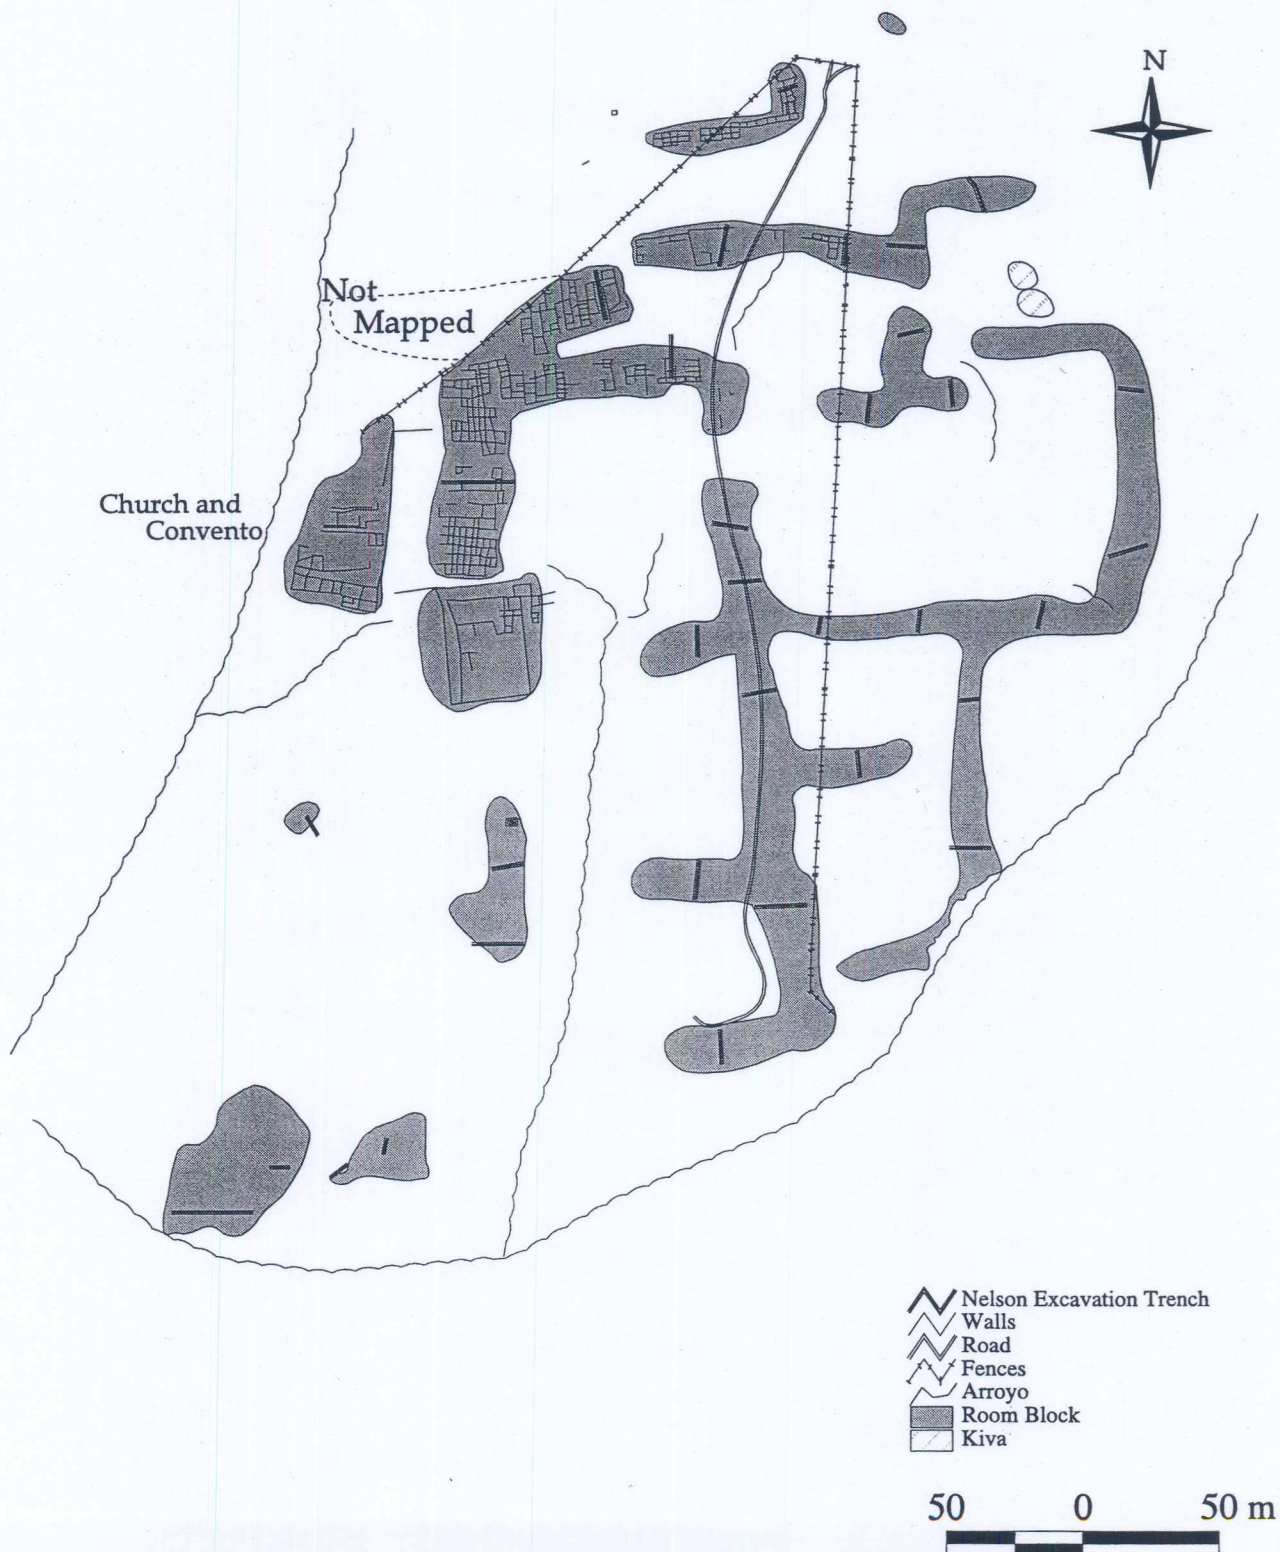 N
Not
Mapped
Church and
Convento
Nelson Excavation Trench
Walls
Road
Fences
Arroyo
Room Block
Kiva
50 0 50 m